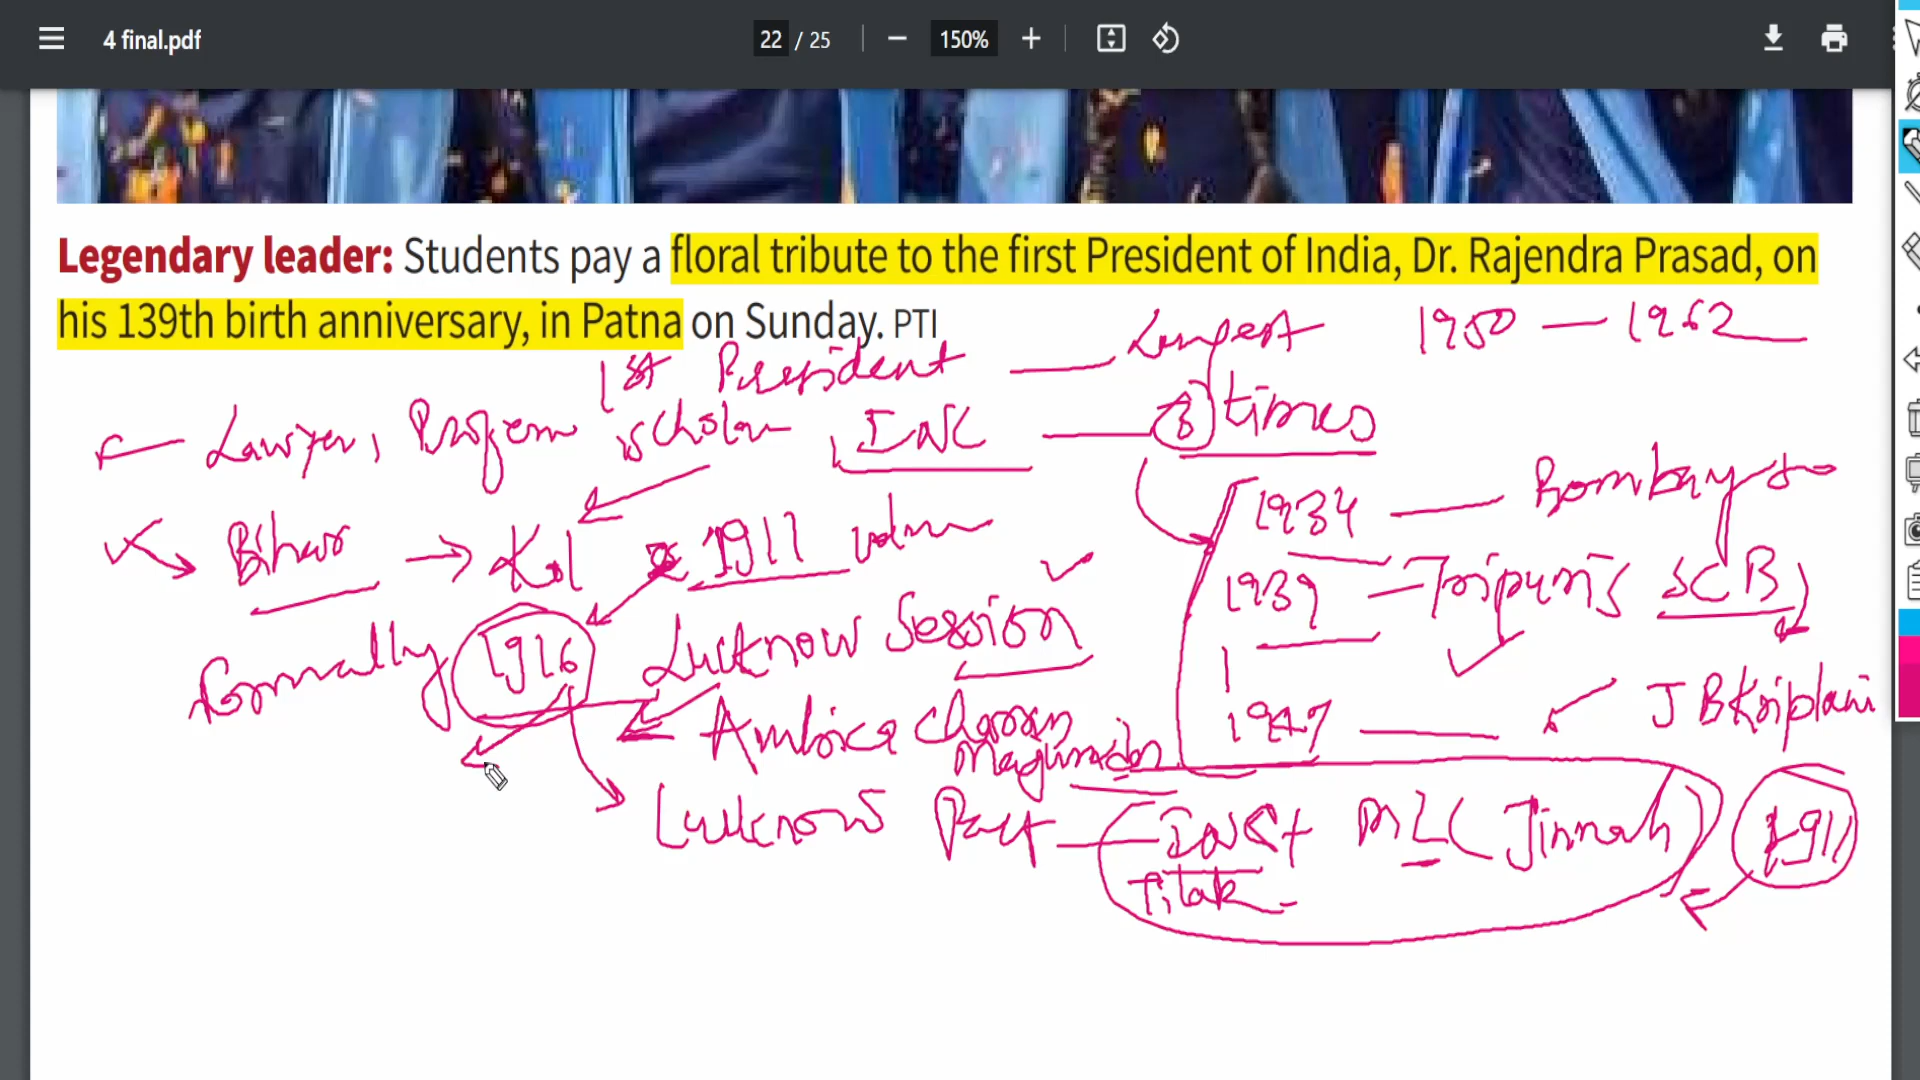 4 final.pdf 22 / 25 150%
Legendary leader: Students pay a floral tribute to the first President of India, Dr. Rajendra Prasad, on
his 139th birth anniversary, in Patna on Sunday. PTI
1st President — Longest 1950 — 1962
Lawyer, scholar INC — 3 times
1934 — Bombay
Bihar → Kol 1911
1939 — Tripuri SCB
Formally 1916 Lucknow Session
1947 — J B Kriplani
Ambica Charan
Lucknow Pact — INC + ML (Jinnah) 1911
Tilak